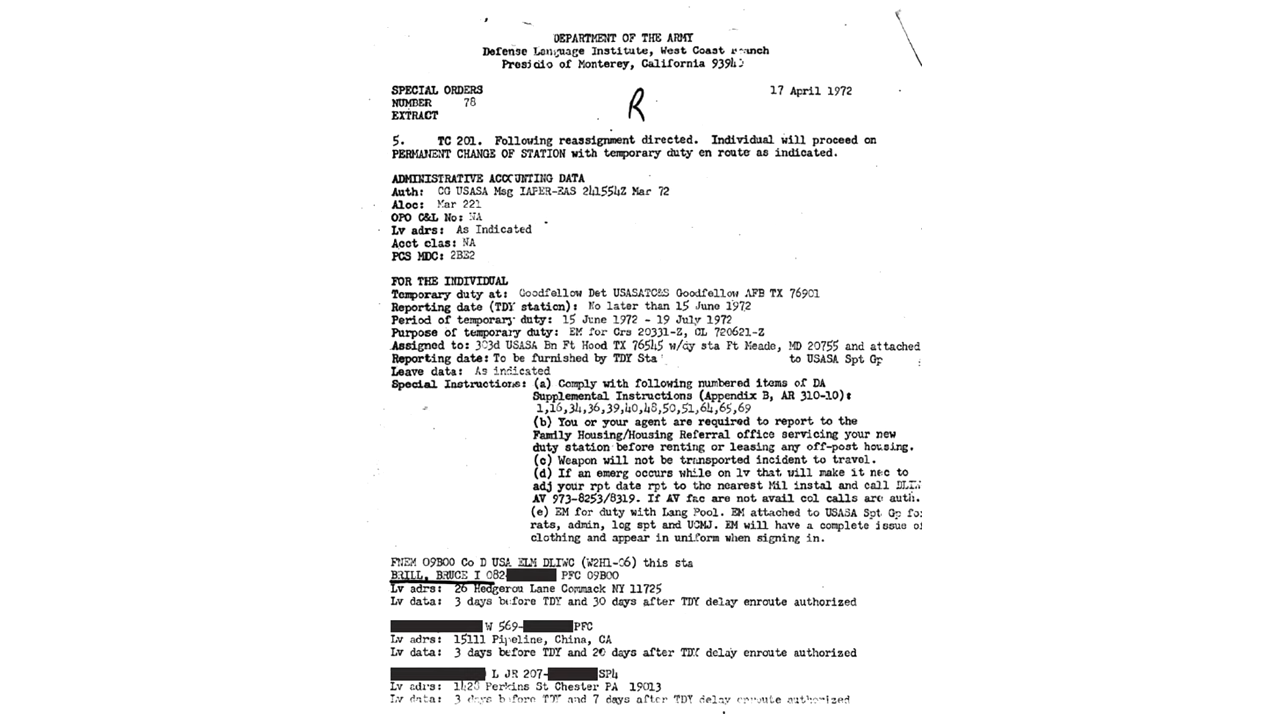 DEPARTMENT OF THE ARMY
Defense Language Institute, West Coast Branch
Presidio of Monterey, California
SPECIAL ORDERS 17 April 1972
NUMBER 78 R
EXTRACT
5. TC 201. Following reassignment directed. Individual will proceed on
PERMANENT CHANGE OF STATION with temporary duty en route as indicated.
ADMINISTRATIVE ACCOUNTING DATA
Auth: CG USASA Msg IAPER-EAS 241554Z Mar 72
Aloc: Mar 221
OPO C&L No: NA
Lv adrs: As Indicated
Acct clas: NA
PCS MDC: 2BE2
FOR THE INDIVIDUAL
Temporary duty at: Goodfellow Det USASATC&S Goodfellow AFB TX 76901
Reporting date (TDY station): No later than 15 June 1972
Period of temporary duty: 15 June 1972 - 19 July 1972
Purpose of temporary duty: EM for Crs 20331-Z, CL 720621-Z
Assigned to: 303d USASA Bn Ft Hood TX 76545 w/dy sta Ft Meade, MD 20755 and attached
Reporting date: To be furnished by TDY Sta to USASA Spt Gp
Leave data: As indicated
Special Instructions: (a) Comply with following numbered items of DA
Supplemental Instructions (Appendix B, AR 310-10):
1,16,34,36,39,40,48,50,51,64,65,69
(b) You or your agent are required to report to the
Family Housing/Housing Referral office servicing your new
duty station before renting or leasing any off-post housing.
(c) Weapon will not be transported incident to travel.
(d) If an emerg occurs while on lv that will make it nec to
adj your rpt date rpt to the nearest Mil instal and call
AV 973-8253/8319. If AV fac are not avail col calls are auth.
(e) EM for duty with Lang Pool. EM attached to USASA Spt Gp for
rats, admin, log spt and UCMJ. EM will have a complete issue of
clothing and appear in uniform when signing in.
FNEM 09B00 Co D USA ELM DLIWC (W2H1-06) this sta
BRILL, BRUCE I 082 PFC 09B00
Lv adrs: 26 Hedgerou Lane Commack NY 11725
Lv data: 3 days before TDY and 30 days after TDY delay enroute authorized
W 569- PFC
Lv adrs: 15111 Pipeline, China, CA
Lv data: 3 days before TDY and 20 days after TDY delay enroute authorized
L JR 207- SP4
Lv adrs: 1428 Perkins St Chester PA 19013
Lv data: 3 days before TDY and 7 days after TDY delay enroute authorized